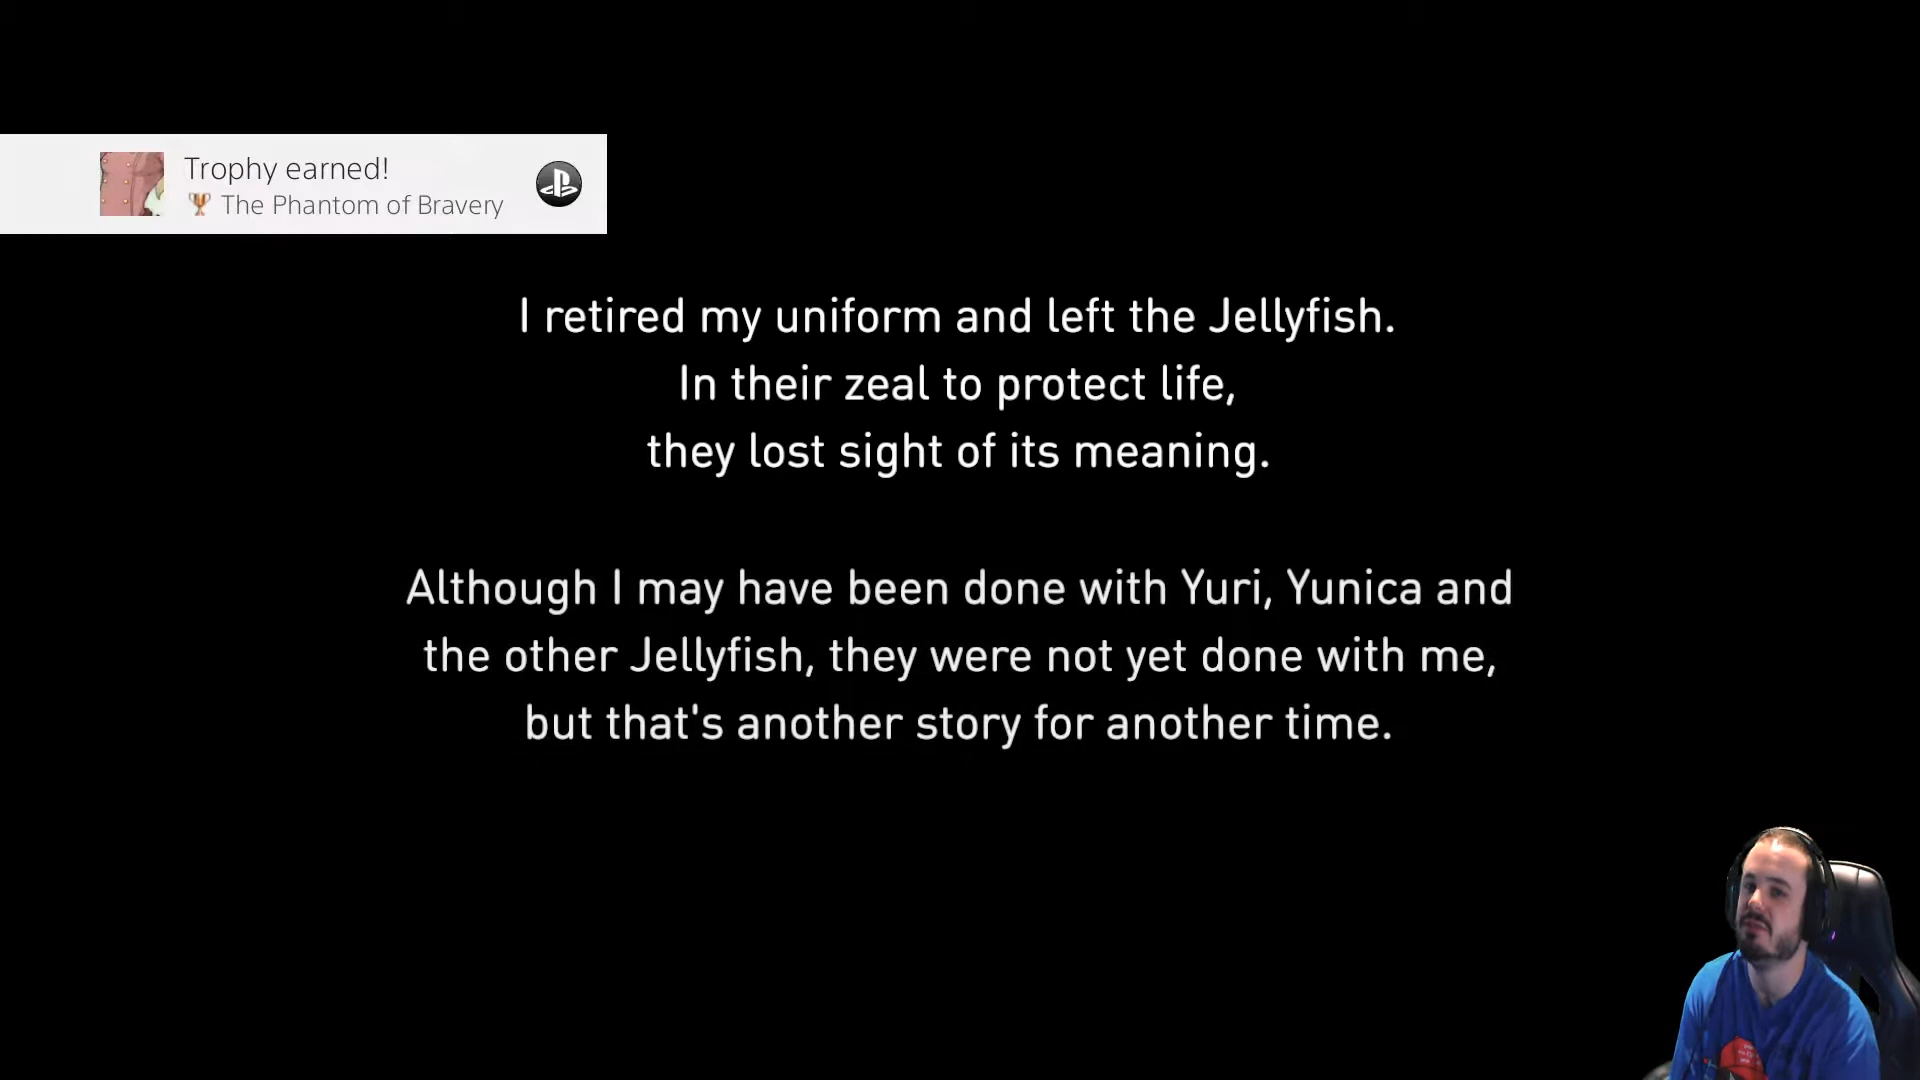 Trophy earned!
The Phantom of Bravery
I retired my uniform and left the Jellyfish.
In their zeal to protect life,
they lost sight of its meaning.
Although I may have been done with Yuri, Yunica and
the other Jellyfish, they were not yet done with me,
but that's another story for another time.